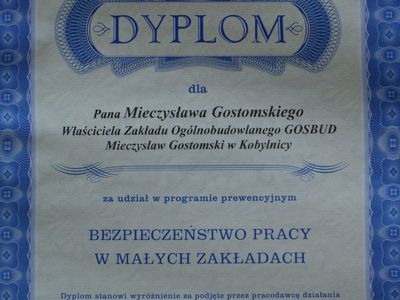 DYPLOM
dla
Pana Mieczysława Gostomskiego
Właściciela Zakładu Ogólnobudowlanego GOSBUD
Mieczysław Gostomski w Kobylnicy
za udział w programie prewencyjnym
BEZPIECZEŃSTWO PRACY
W MAŁYCH ZAKŁADACH
Dyplom stanowi wyróżnienie za podjęte przez pracodawcę działania